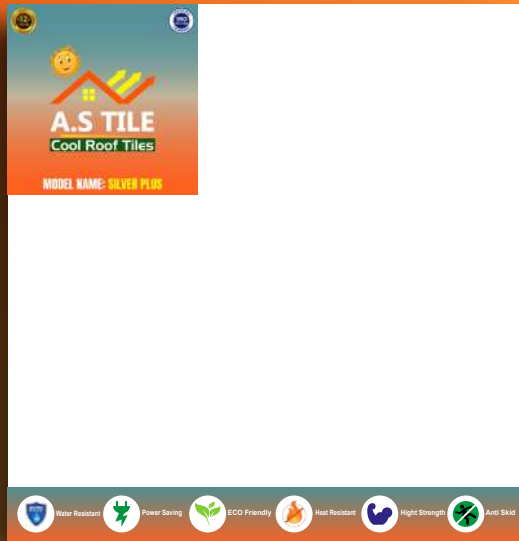 A.S TILE
Cool Roof Tiles
MODEL NAME: SILVER PLUS
Water Resistant
Power Saving
ECO Friendly
Heat Resistant
Hight Strength
Anti Skid